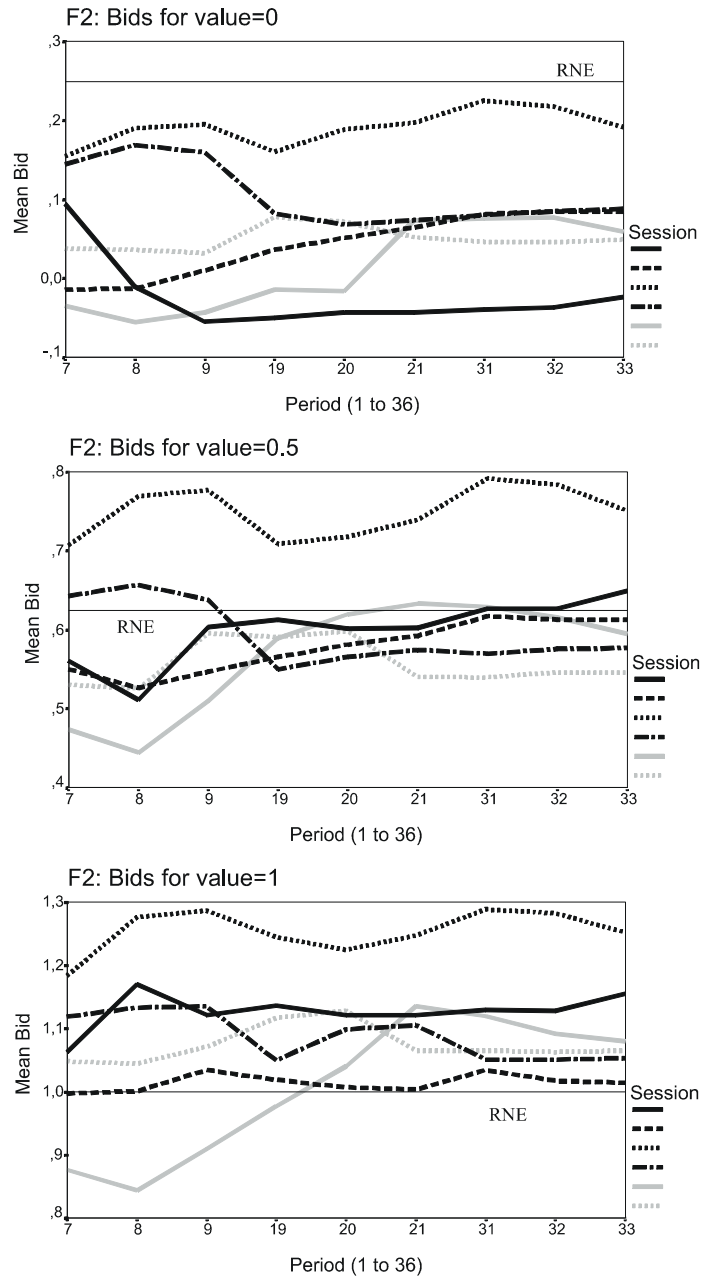 F2: Bids for value=0
,3
,2
,1
0,0
-,1
Mean Bid
RNE
7 8 9 19 20 21 31 32 33
Period (1 to 36)
Session
F2: Bids for value=0.5
,8
,7
,6
,5
,4
Mean Bid
RNE
7 8 9 19 20 21 31 32 33
Period (1 to 36)
Session
F2: Bids for value=1
1,3
1,2
1,1
1,0
,9
,8
Mean Bid
RNE
7 8 9 19 20 21 31 32 33
Period (1 to 36)
Session